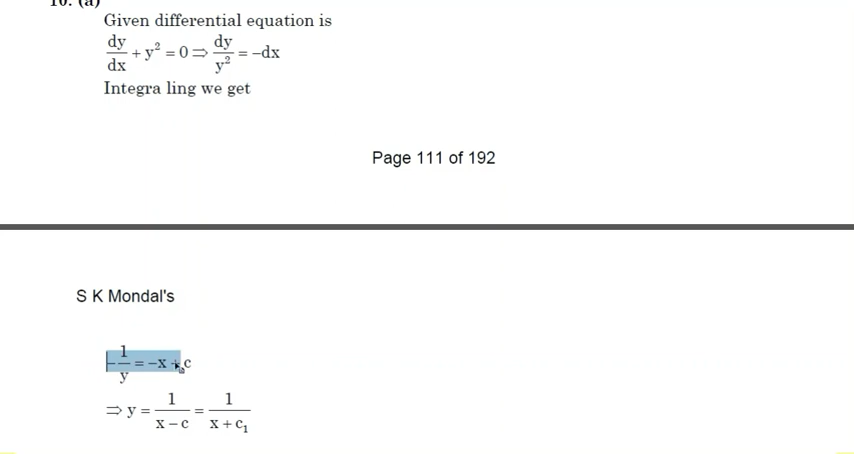 10. (a)
Given differential equation is
dy/dx + y² = 0 ⇒ dy/y² = −dx
Integra ling we get
Page 111 of 192
S K Mondal's
−1/y = −x + c
⇒ y = 1/(x − c) = 1/(x + c₁)